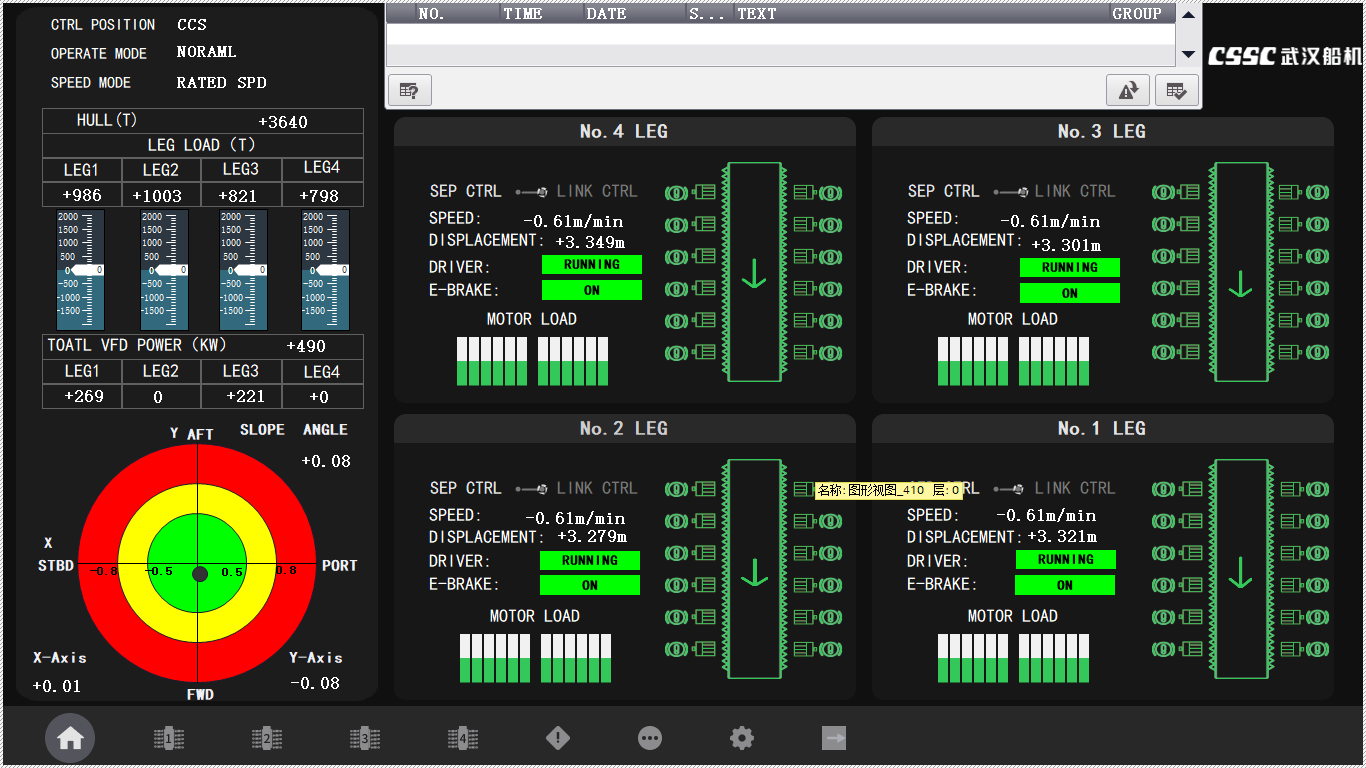 CTRL POSITION CCS
OPERATE MODE NORAML
SPEED MODE RATED SPD
HULL(T) +3640
LEG LOAD (T)
LEG1 LEG2 LEG3 LEG4
+986 +1003 +821 +798
2000 2000 2000 2000
1500 1500 1500 1500
1000 1000 1000 1000
500 500 500 500
0 0 0 0 0 0 0 0
-500 -500 -500 -500
-1000 -1000 -1000 -1000
-1500 -1500 -1500 -1500
TOATL VFD POWER (KW) +490
LEG1 LEG2 LEG3 LEG4
+269 0 +221 +0
Y AFT SLOPE ANGLE
+0.08
X
STBD -0.8 -0.5 0.5 0.8 PORT
X-Axis Y-Axis
+0.01 -0.08
FWD
NO. TIME DATE S... TEXT GROUP
CSSC 武汉船机
No.4 LEG
SEP CTRL LINK CTRL
SPEED: -0.61m/min
DISPLACEMENT: +3.349m
DRIVER: RUNNING
E-BRAKE: ON
MOTOR LOAD
No.3 LEG
SEP CTRL LINK CTRL
SPEED: -0.61m/min
DISPLACEMENT: +3.301m
DRIVER: RUNNING
E-BRAKE: ON
MOTOR LOAD
No.2 LEG
SEP CTRL LINK CTRL
SPEED: -0.61m/min
DISPLACEMENT: +3.279m
DRIVER: RUNNING
E-BRAKE: ON
MOTOR LOAD
No.1 LEG
名称:图形视图_410 层:0
RL LINK CTRL
SPEED: -0.61m/min
DISPLACEMENT: +3.321m
DRIVER: RUNNING
E-BRAKE: ON
MOTOR LOAD
1 2 3 4